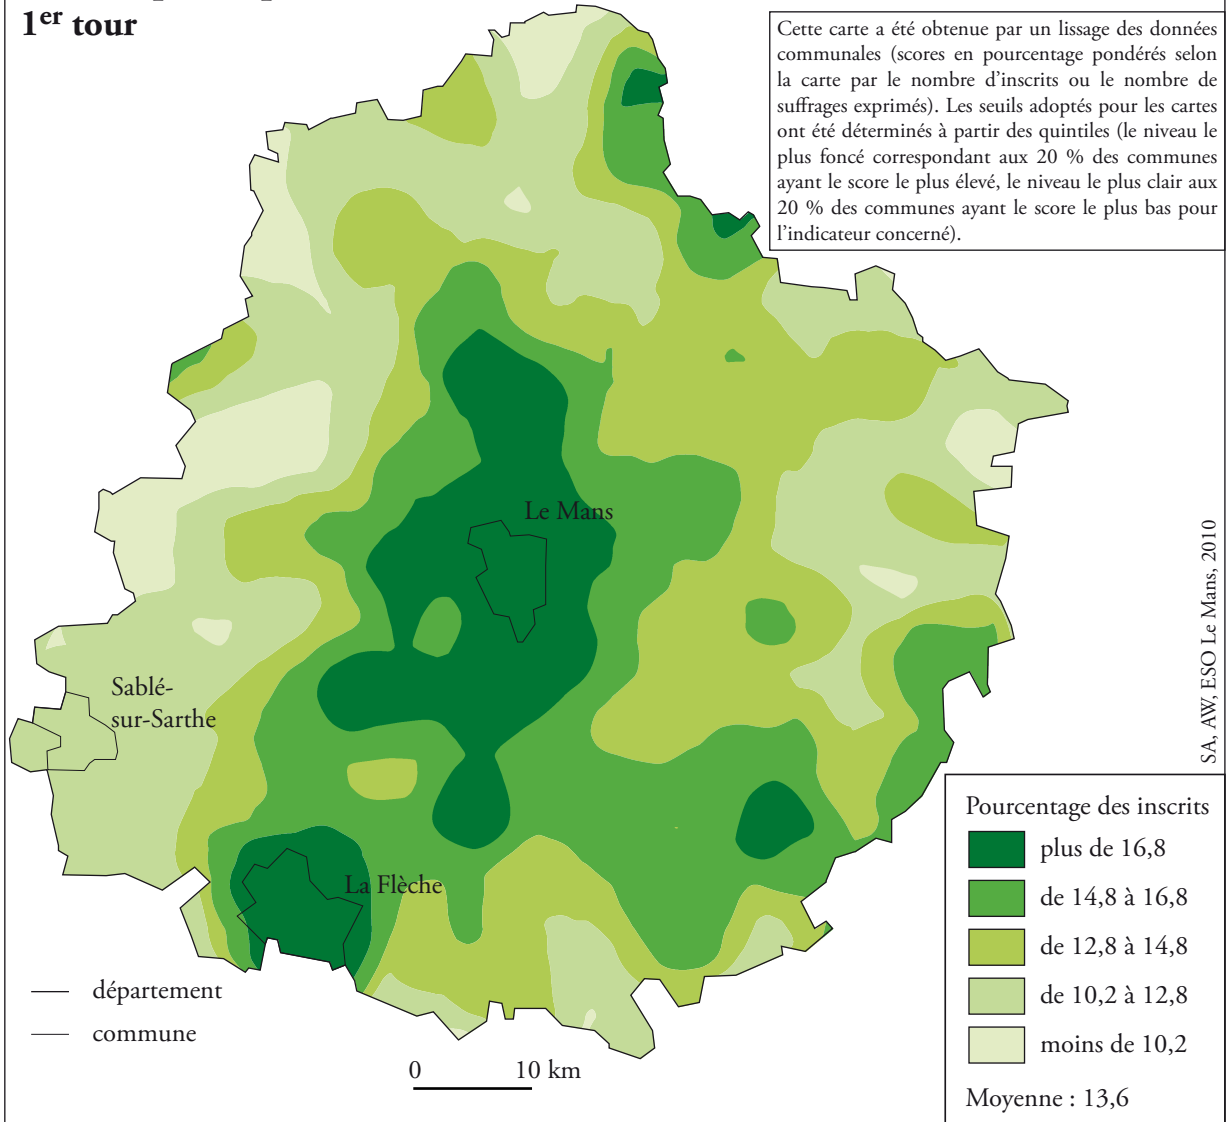 1er tour
Cette carte a été obtenue par un lissage des données
communales (scores en pourcentage pondérés selon
la carte par le nombre d'inscrits ou le nombre de
suffrages exprimés). Les seuils adoptés pour les cartes
ont été déterminés à partir des quintiles (le niveau le
plus foncé correspondant aux 20 % des communes
ayant le score le plus élevé, le niveau le plus clair aux
20 % des communes ayant le score le plus bas pour
l'indicateur concerné).
Le Mans
Sablé-
sur-Sarthe
La Flèche
SA, AW, ESO Le Mans, 2010
Pourcentage des inscrits
plus de 16,8
de 14,8 à 16,8
de 12,8 à 14,8
de 10,2 à 12,8
moins de 10,2
Moyenne : 13,6
département
commune
0 10 km